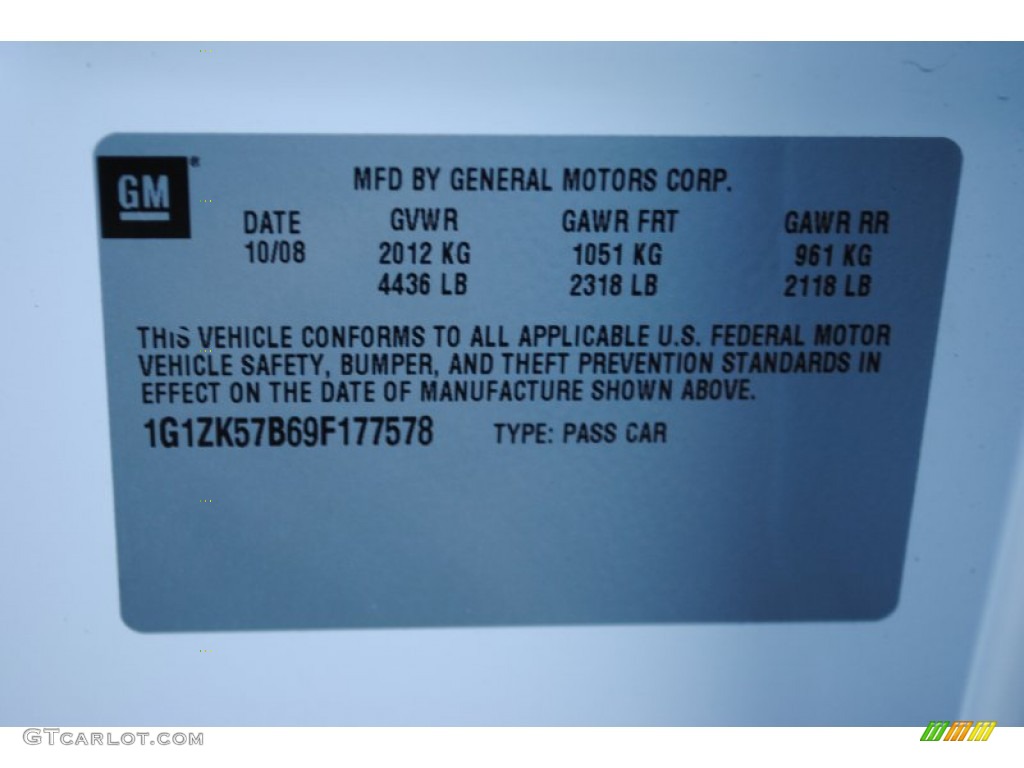 GM®
MFD BY GENERAL MOTORS CORP.
DATE GVWR GAWR FRT GAWR RR
10/08 2012 KG 1051 KG 961 KG
4436 LB 2318 LB 2118 LB
THIS VEHICLE CONFORMS TO ALL APPLICABLE U.S. FEDERAL MOTOR
VEHICLE SAFETY, BUMPER, AND THEFT PREVENTION STANDARDS IN
EFFECT ON THE DATE OF MANUFACTURE SHOWN ABOVE.
1G1ZK57B69F177578 TYPE: PASS CAR
GTCARLOT.COM